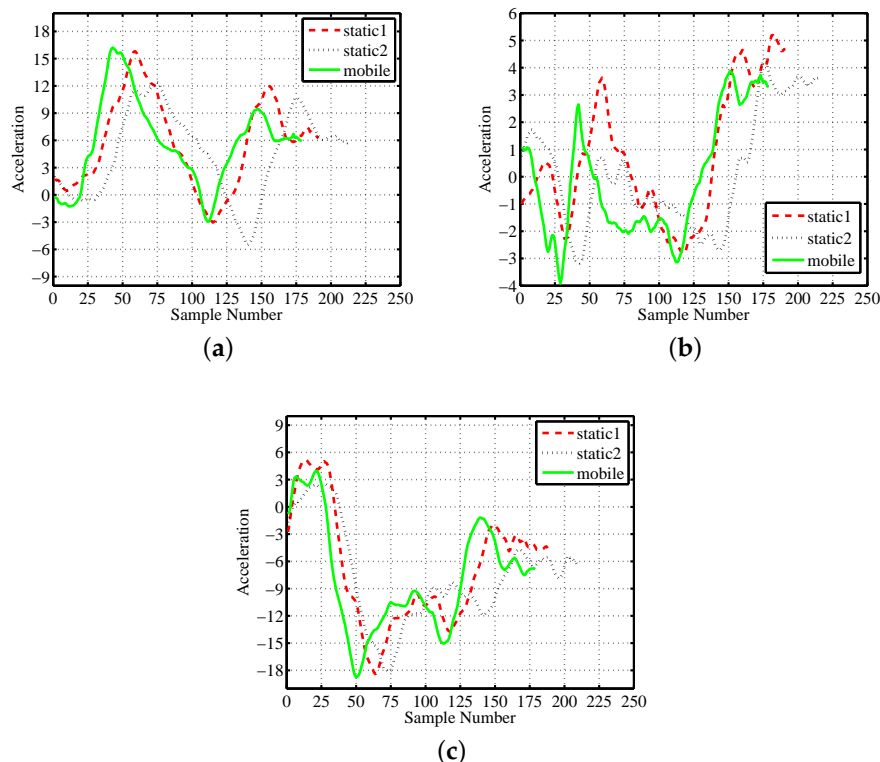 18
15
12
9
6
3
0
−3
−6
−9
Acceleration
0 25 50 75 100 125 150 175 200 225 250
Sample Number
static1
static2
mobile
(a)
6
5
4
3
2
1
0
−1
−2
−3
−4
Acceleration
0 25 50 75 100 125 150 175 200 225 250
Sample Number
static1
static2
mobile
(b)
9
6
3
0
−3
−6
−9
−12
−15
−18
Acceleration
0 25 50 75 100 125 150 175 200 225 250
Sample Number
static1
static2
mobile
(c)